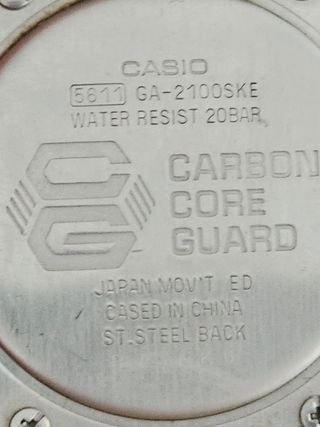 CASIO
5611 GA-2100SKE
WATER RESIST 20BAR
CARBON
CORE
GUARD
JAPAN MOV'T ED
CASED IN CHINA
ST.STEEL BACK